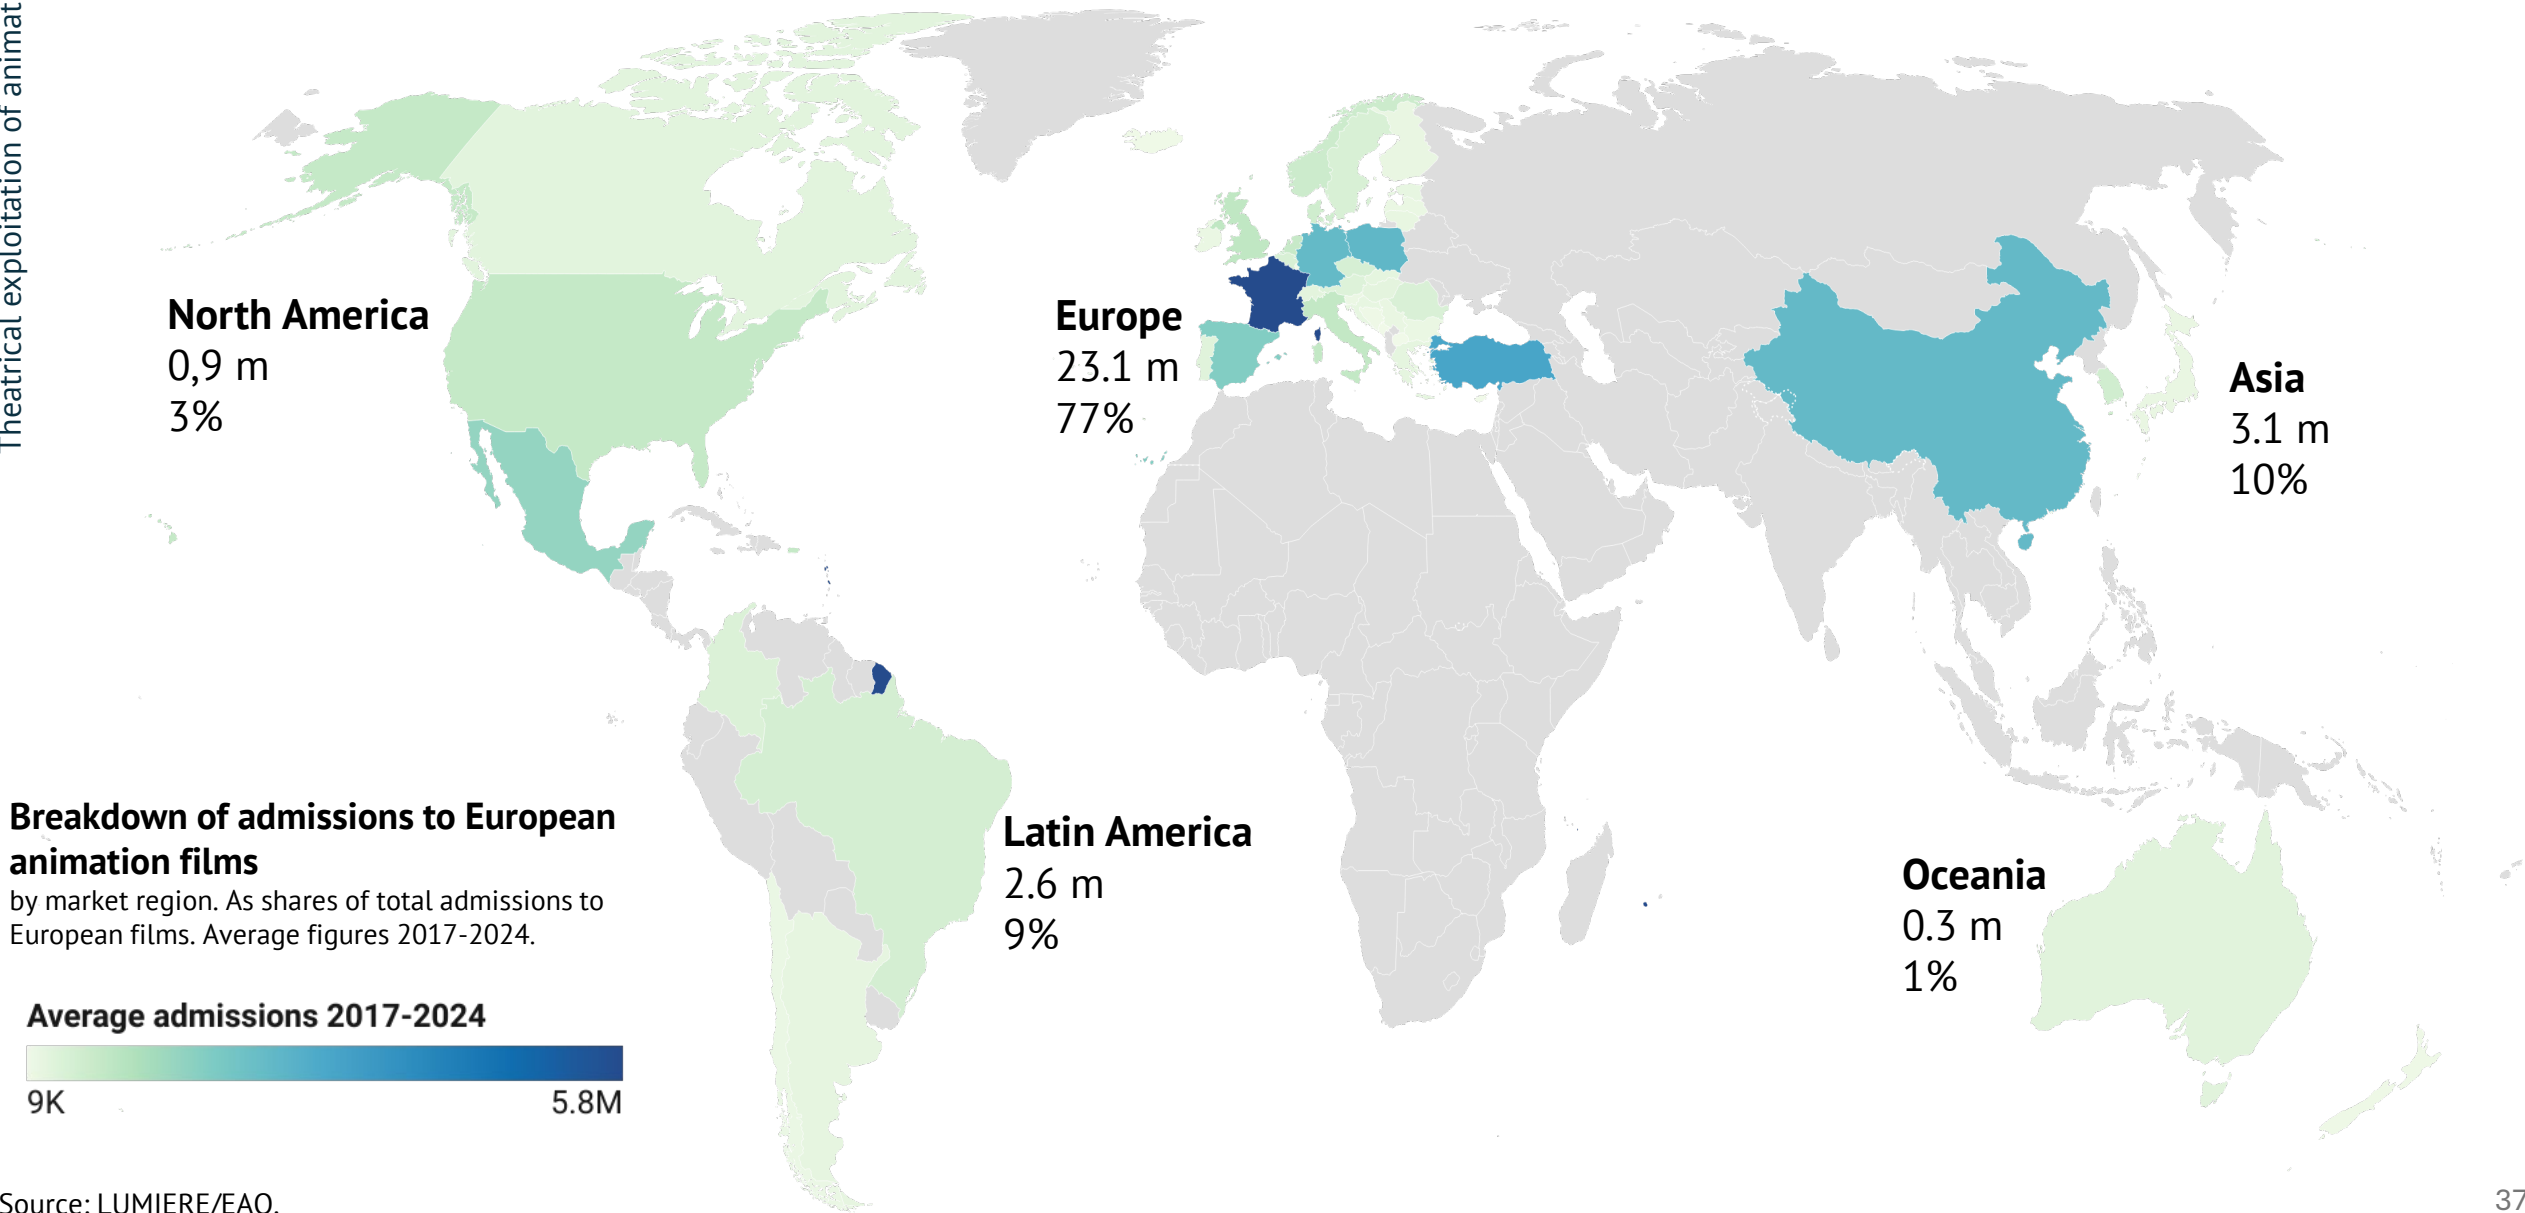 Theatrical exploitation of animat
North America
0,9 m
3%
Europe
23.1 m
77%
Asia
3.1 m
10%
Latin America
2.6 m
9%
Oceania
0.3 m
1%
Breakdown of admissions to European
animation films
by market region. As shares of total admissions to
European films. Average figures 2017-2024.
Average admissions 2017-2024
9K 5.8M
Source: LUMIERE/EAO.
37